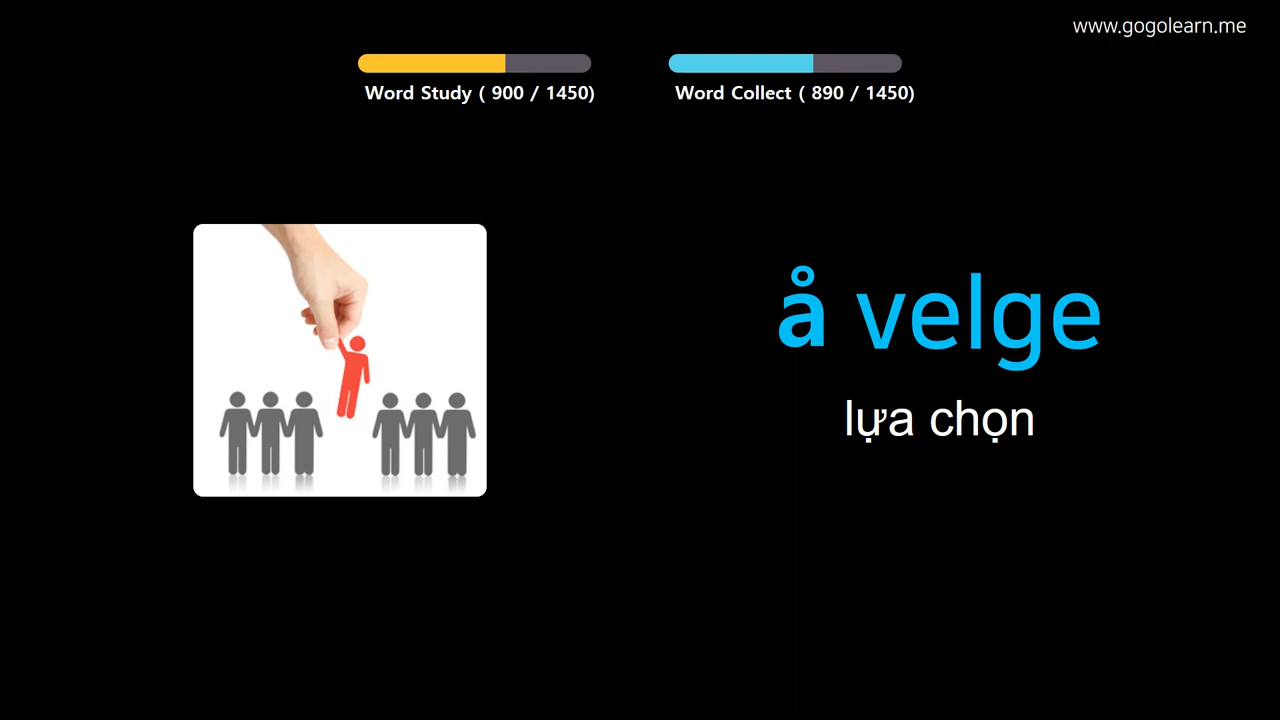 www.gogolearn.me
Word Study ( 900 / 1450)
Word Collect ( 890 / 1450)
å velge
lựa chọn